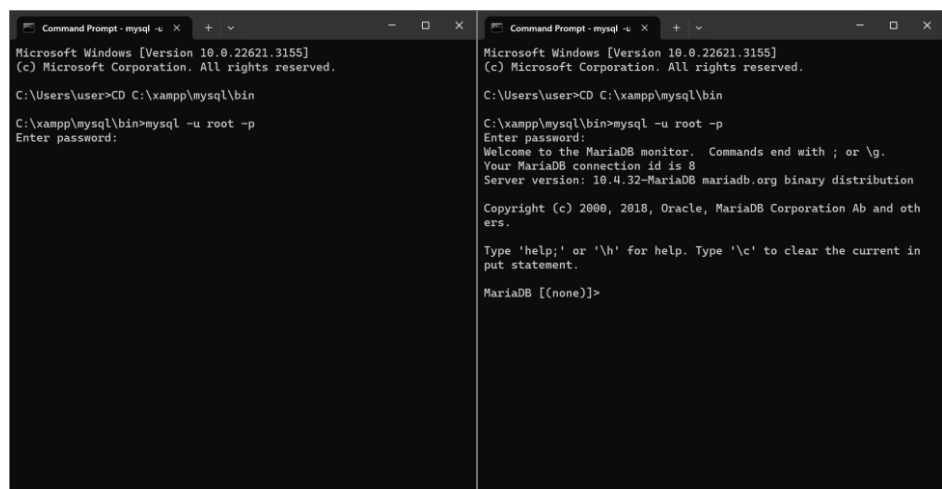 Command Prompt - mysql -u
Microsoft Windows [Version 10.0.22621.3155]
(c) Microsoft Corporation. All rights reserved.
C:\Users\user>CD C:\xampp\mysql\bin
C:\xampp\mysql\bin>mysql -u root -p
Enter password:
Command Prompt - mysql -u
Microsoft Windows [Version 10.0.22621.3155]
(c) Microsoft Corporation. All rights reserved.
C:\Users\user>CD C:\xampp\mysql\bin
C:\xampp\mysql\bin>mysql -u root -p
Enter password:
Welcome to the MariaDB monitor.  Commands end with ; or \g.
Your MariaDB connection id is 8
Server version: 10.4.32-MariaDB mariadb.org binary distribution
Copyright (c) 2000, 2018, Oracle, MariaDB Corporation Ab and oth
ers.
Type 'help;' or '\h' for help. Type '\c' to clear the current in
put statement.
MariaDB [(none)]>